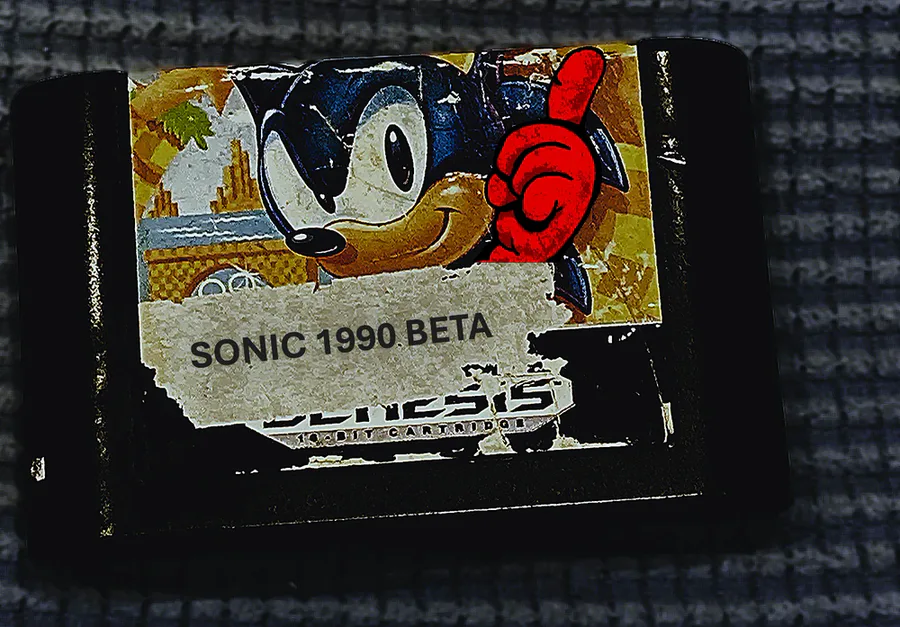 SONIC 1990 BETA
GENESIS
16-BIT CARTRIDGE